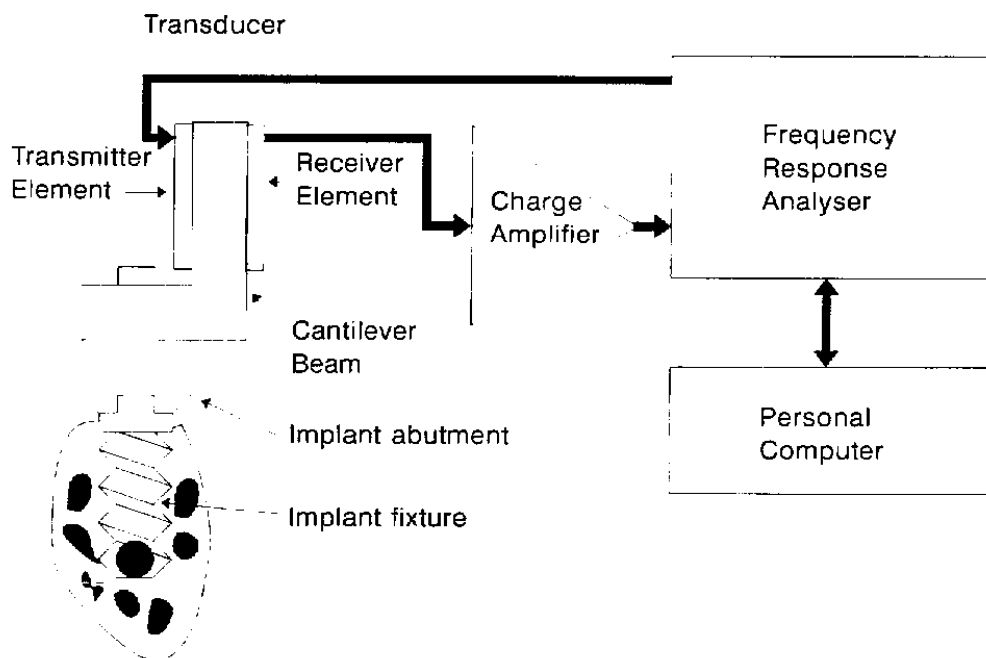 Transducer
Transmitter
Element
Receiver
Element
Charge
Amplifier
Frequency
Response
Analyser
Cantilever
Beam
Personal
Computer
Implant abutment
Implant fixture